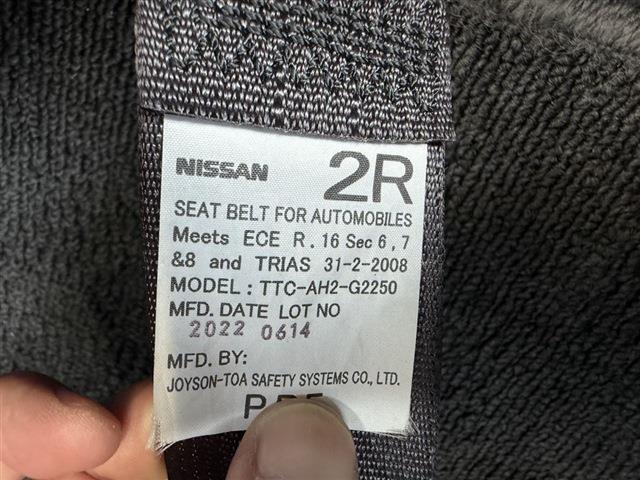 NISSAN 2R
SEAT BELT FOR AUTOMOBILES
Meets ECE R.16 Sec 6,7
&8 and TRIAS 31-2-2008
MODEL: TTC-AH2-G2250
MFD. DATE LOT NO
2022 0614
MFD. BY:
JOYSON-TOA SAFETY SYSTEMS CO., LTD.